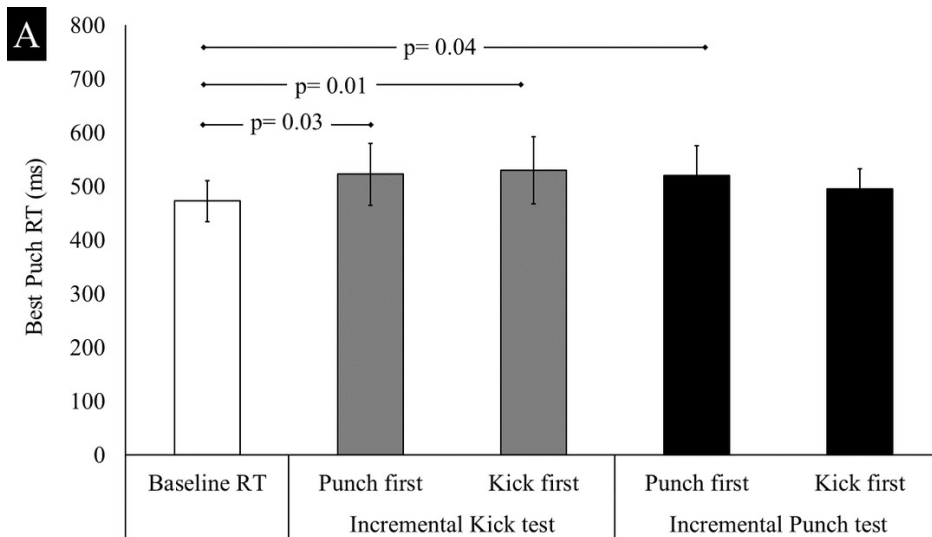 A
800
700
600
500
400
300
200
100
0
Best Puch RT (ms)
p= 0.04
p= 0.01
p= 0.03
Baseline RT
Punch first
Kick first
Punch first
Kick first
Incremental Kick test
Incremental Punch test